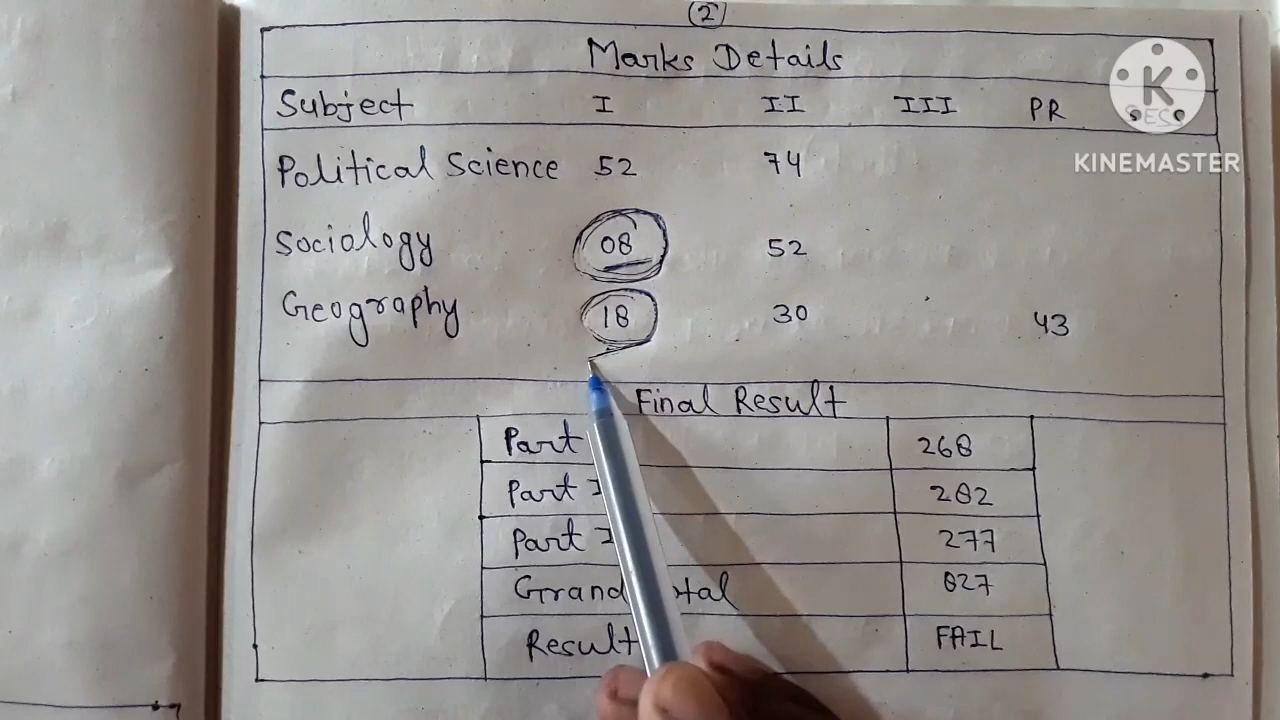 2
Marks Details
Subject I II III PR
Political Science 52 74
Sociology 08 52
Geography 18 30 43
Final Result
Part 268
Part 282
Part 277
Grand 827
Result FAIL
K
SES
KINEMASTER